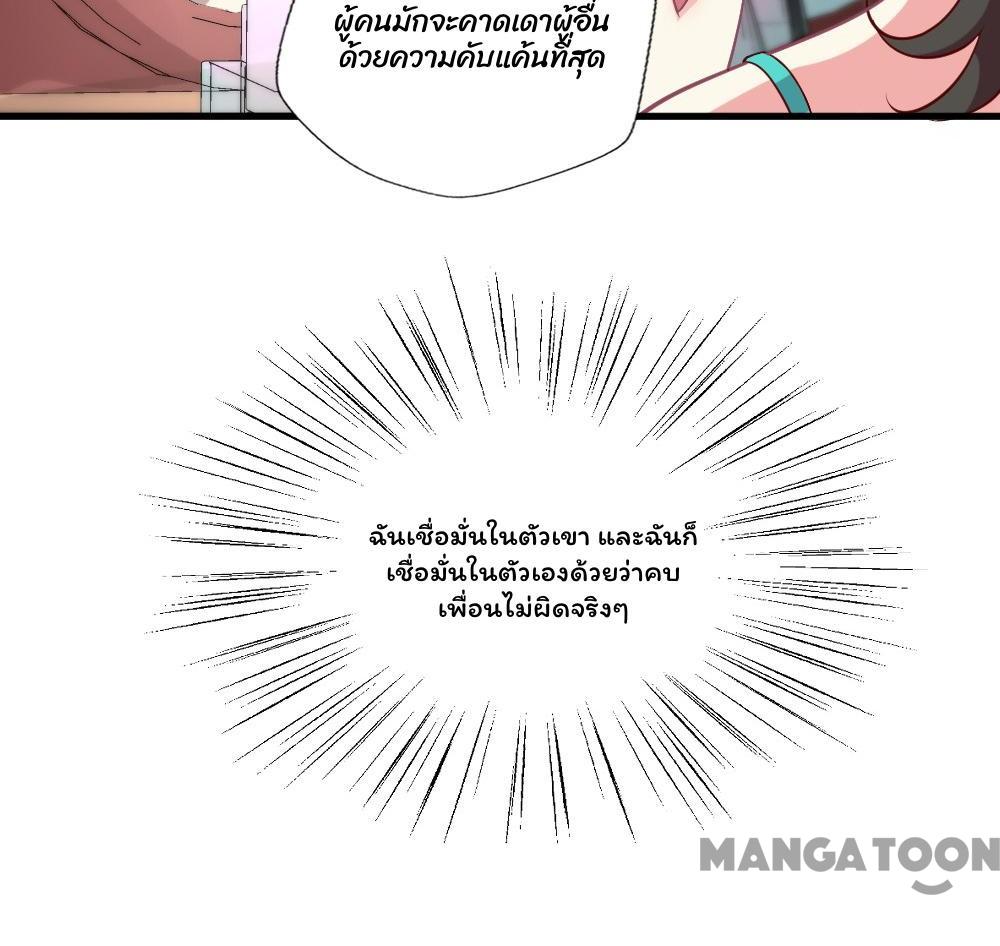 ผู้คนมักจะคาดเดาผู้อื่น
ด้วยความคับแค้นที่สุด
ฉันเชื่อมั่นในตัวเขา และฉันก็
เชื่อมั่นในตัวเองด้วยว่าคบ
เพื่อนไม่ผิดจริงๆ
MANGATOON